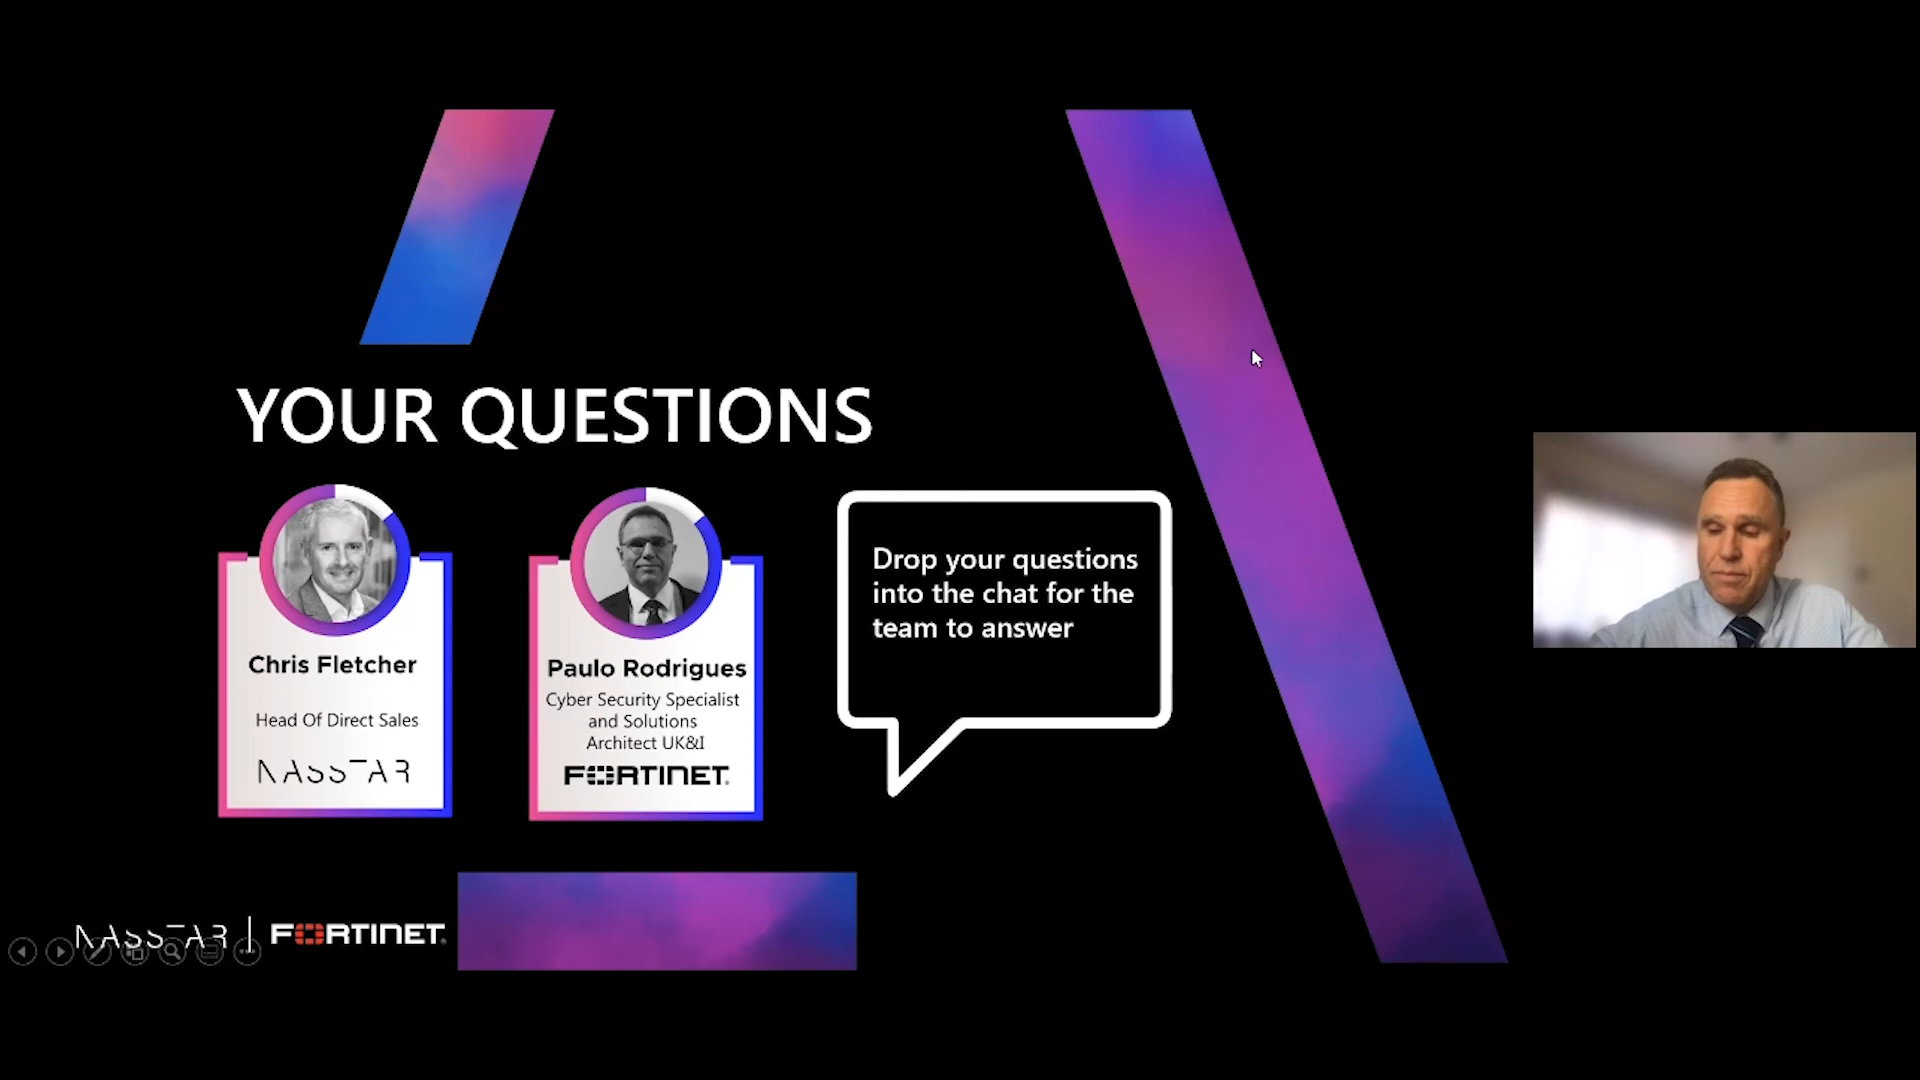 YOUR QUESTIONS
Chris Fletcher
Head Of Direct Sales
NASSTAR
Paulo Rodrigues
Cyber Security Specialist
and Solutions
Architect UK&I
FORTINET
Drop your questions
into the chat for the
team to answer
NASSTAR | FORTINET